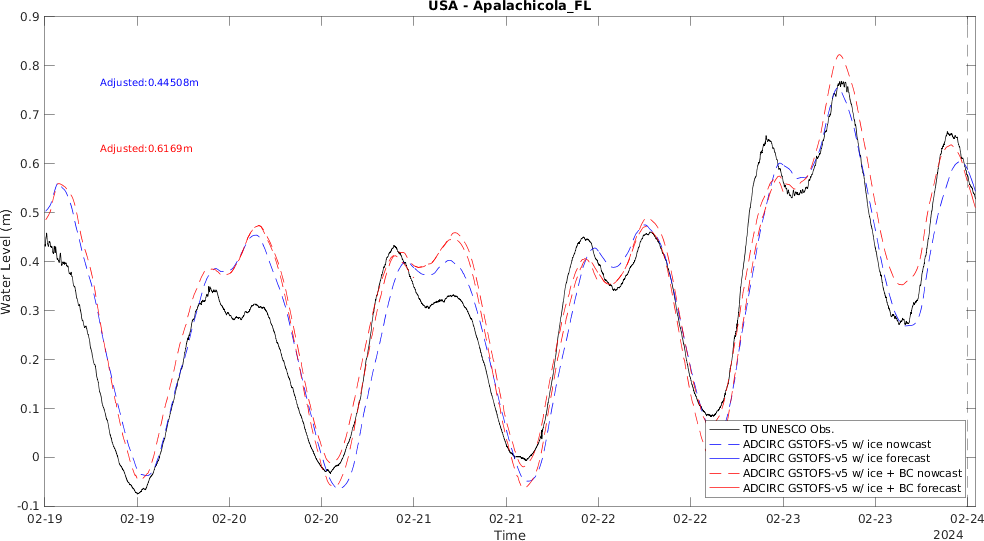 USA - Apalachicola_FL
0.9
0.8
0.7
0.6
0.5
0.4
0.3
0.2
0.1
0
-0.1
Water Level (m)
Adjusted:0.44508m
Adjusted:0.6169m
TD UNESCO Obs.
ADCIRC GSTOFS-v5 w/ ice nowcast
ADCIRC GSTOFS-v5 w/ ice forecast
ADCIRC GSTOFS-v5 w/ ice + BC nowcast
ADCIRC GSTOFS-v5 w/ ice + BC forecast
02-19 02-19 02-20 02-20 02-21 02-21 02-22 02-22 02-23 02-23 02-24
Time
2024